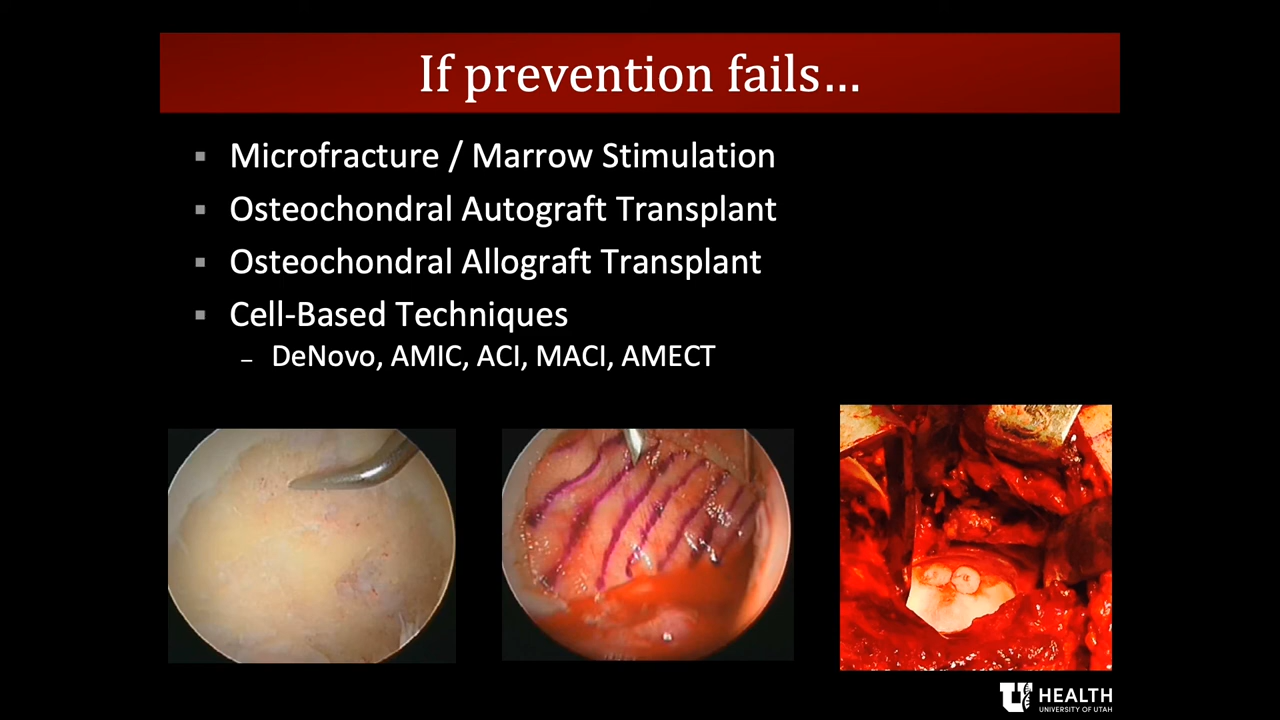 If prevention fails…
▪ Microfracture / Marrow Stimulation
▪ Osteochondral Autograft Transplant
▪ Osteochondral Allograft Transplant
▪ Cell-Based Techniques
– DeNovo, AMIC, ACI, MACI, AMECT
U HEALTH
UNIVERSITY OF UTAH